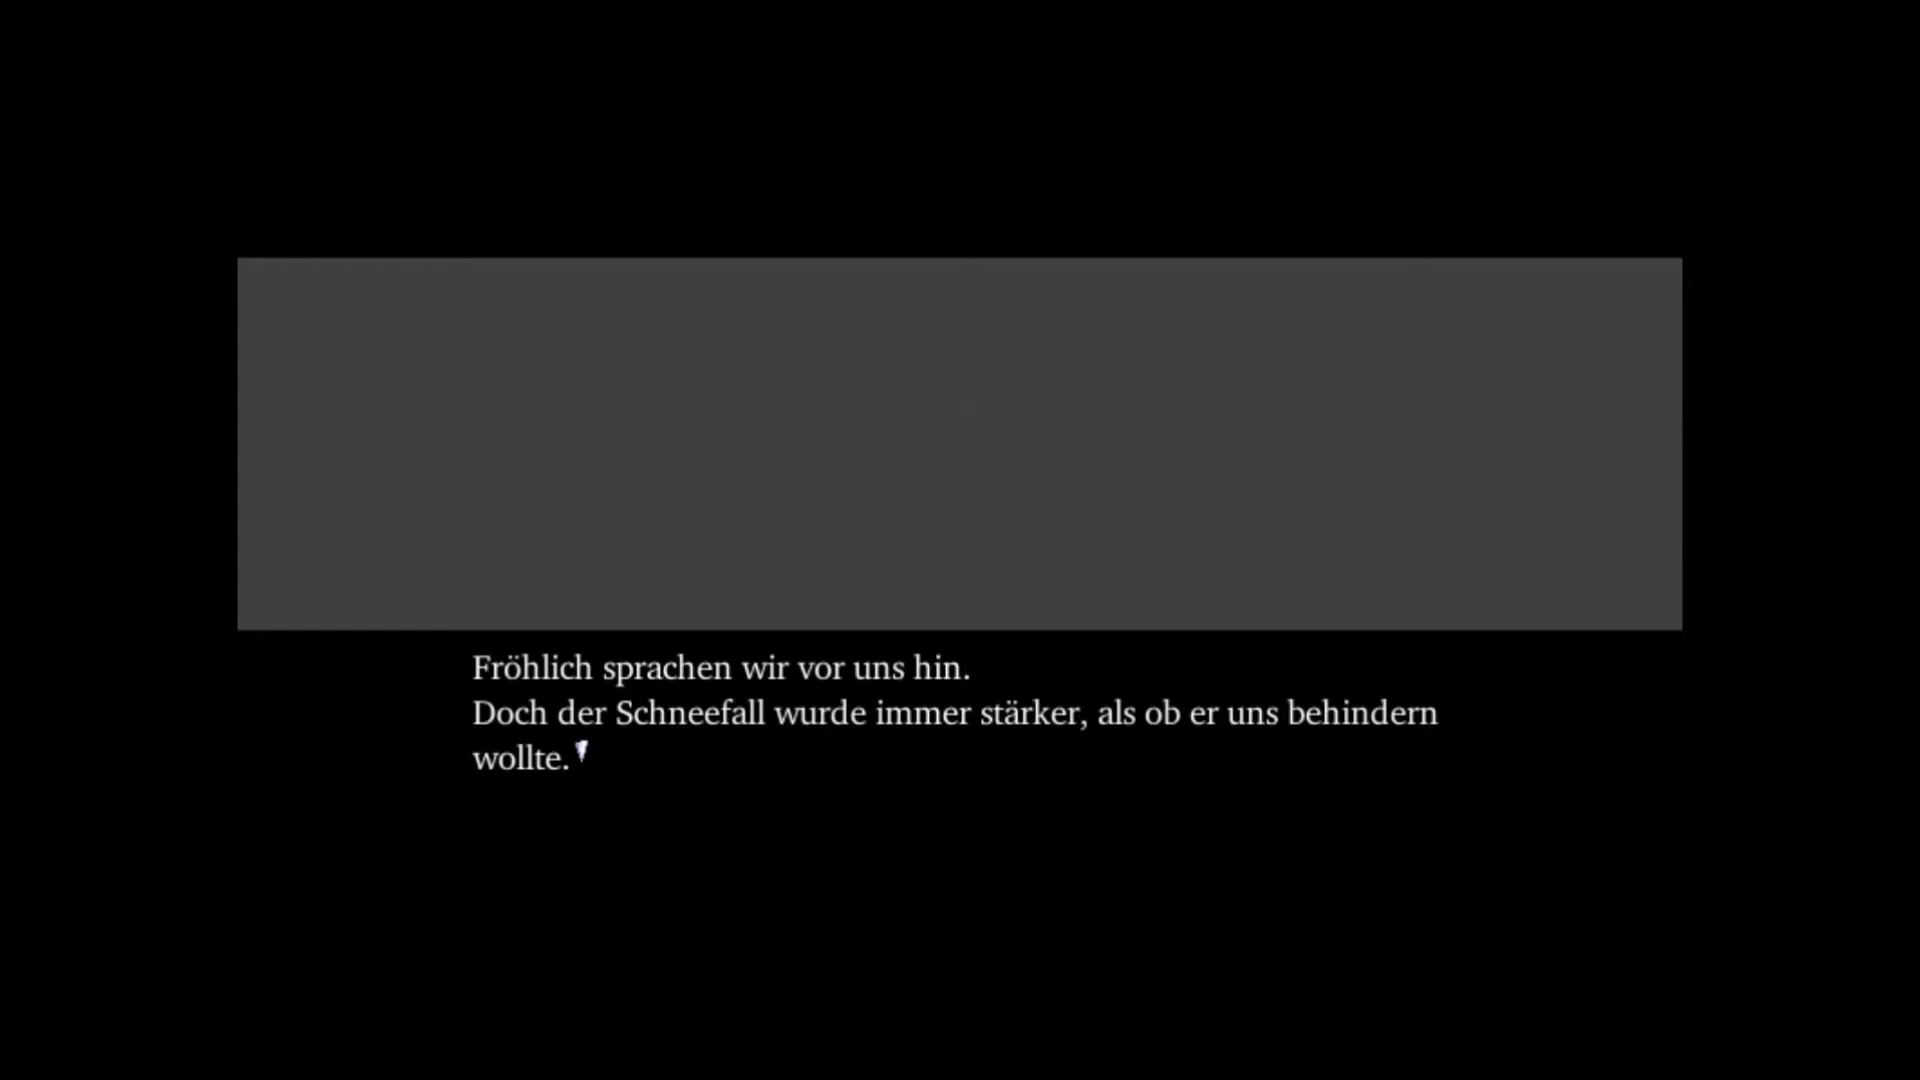 Fröhlich sprachen wir vor uns hin.
Doch der Schneefall wurde immer stärker, als ob er uns behindern
wollte.